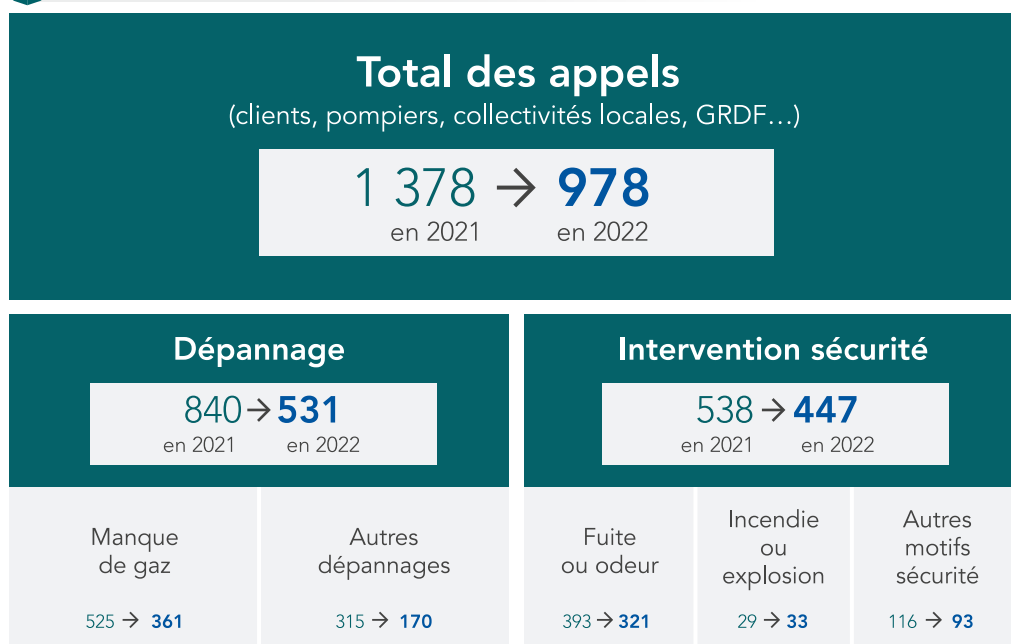 Total des appels
(clients, pompiers, collectivités locales, GRDF...)
1 378 → 978
en 2021 en 2022
Dépannage
840 → 531
en 2021 en 2022
Manque
de gaz
525 → 361
Autres
dépannages
315 → 170
Intervention sécurité
538 → 447
en 2021 en 2022
Fuite
ou odeur
393 → 321
Incendie
ou
explosion
29 → 33
Autres
motifs
sécurité
116 → 93